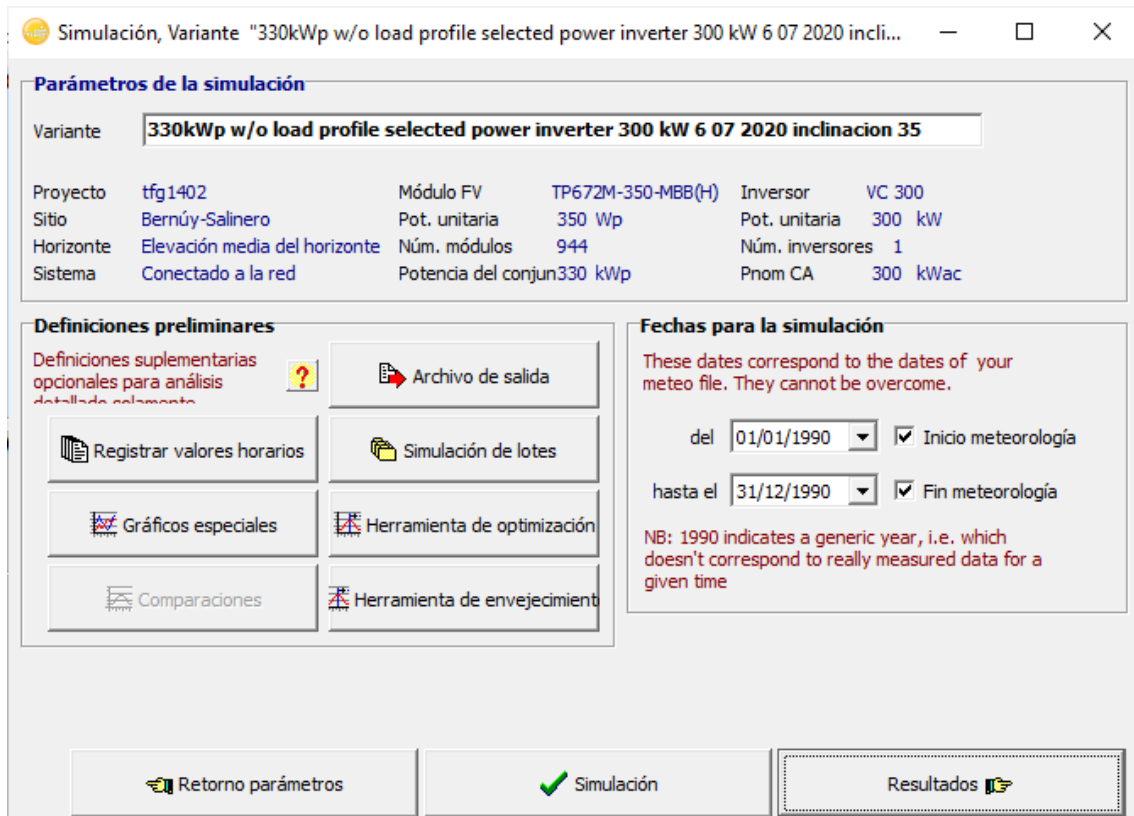 Simulación, Variante "330kWp w/o load profile selected power inverter 300 kW 6 07 2020 incli...
Parámetros de la simulación
Variante 330kWp w/o load profile selected power inverter 300 kW 6 07 2020 inclinacion 35
Proyecto tfg1402 Módulo FV TP672M-350-MBB(H) Inversor VC 300
Sitio Bernúy-Salinero Pot. unitaria 350 Wp Pot. unitaria 300 kW
Horizonte Elevación media del horizonte Núm. módulos 944 Núm. inversores 1
Sistema Conectado a la red Potencia del conjun330 kWp Pnom CA 300 kWac
Definiciones preliminares
Definiciones suplementarias
opcionales para análisis
detallado solamente
?
Archivo de salida
Registrar valores horarios
Simulación de lotes
Gráficos especiales
Herramienta de optimización
Comparaciones
Herramienta de envejecimient
Fechas para la simulación
These dates correspond to the dates of your
meteo file. They cannot be overcome.
del 01/01/1990 Inicio meteorología
hasta el 31/12/1990 Fin meteorología
NB: 1990 indicates a generic year, i.e. which
doesn't correspond to really measured data for a
given time
Retorno parámetros
Simulación
Resultados